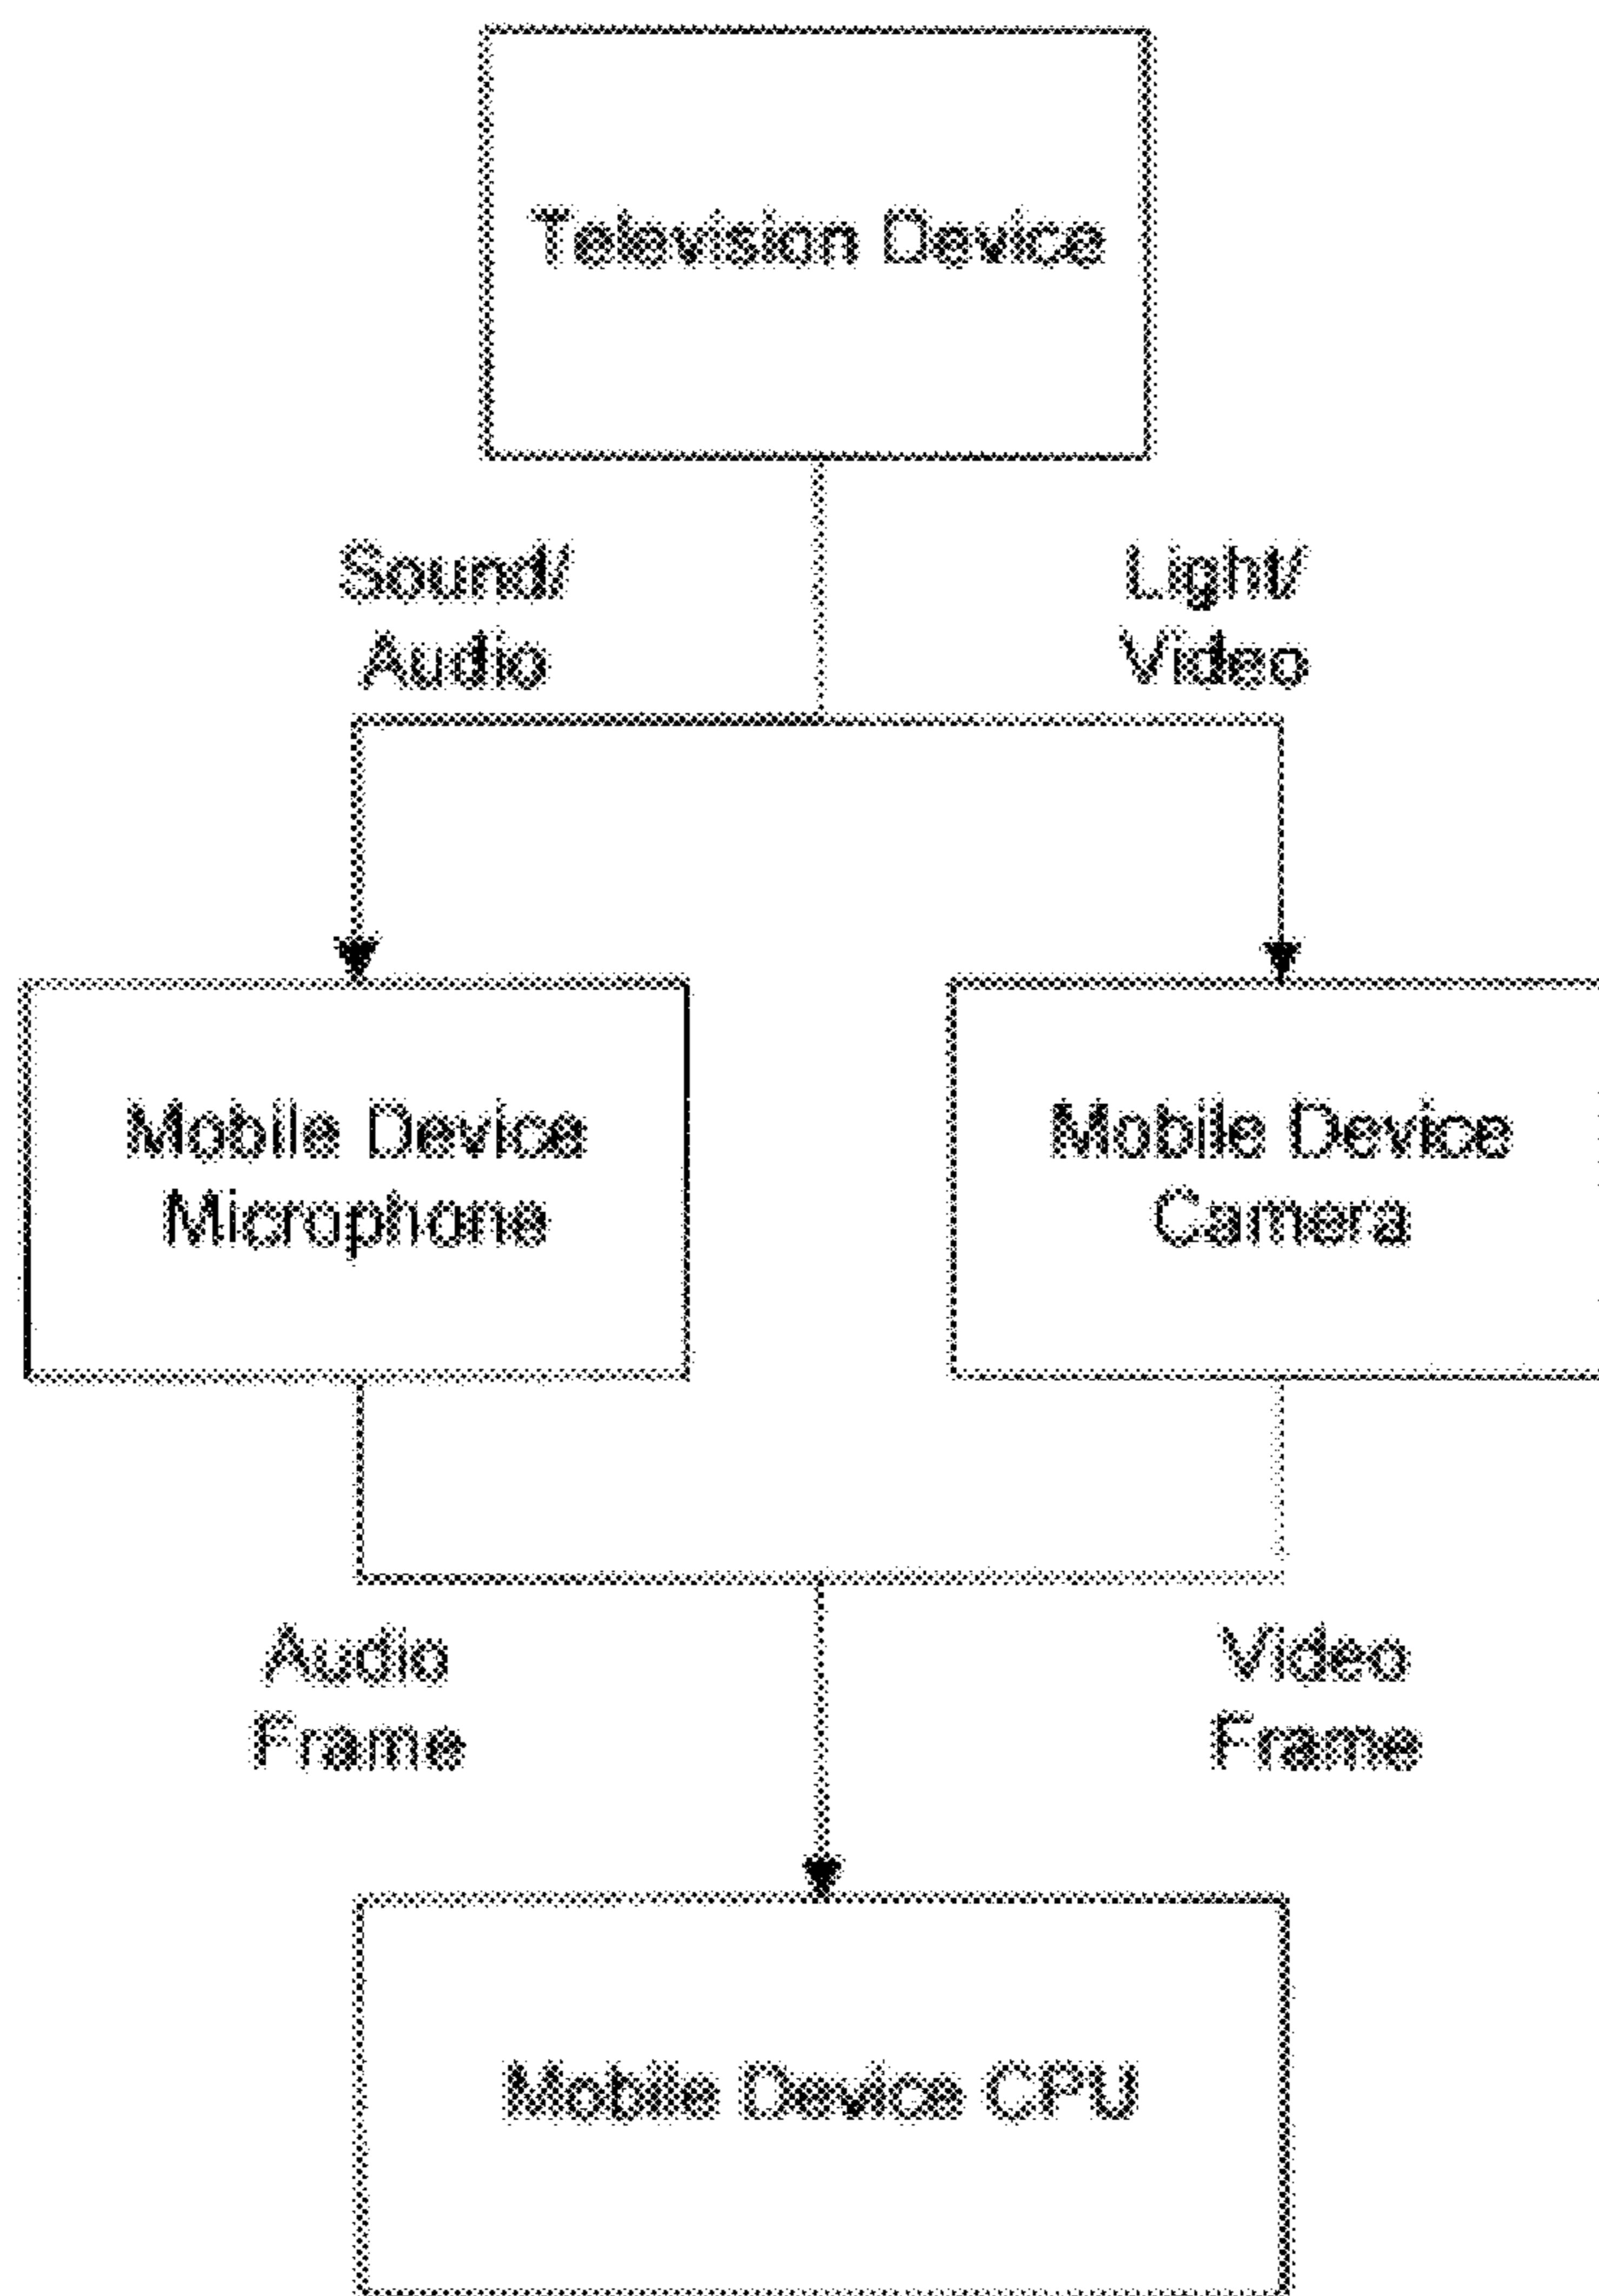 Television Device
Sound/
Audio
Light/
Video
Mobile Device
Microphone
Mobile Device
Camera
Audio
Frame
Video
Frame
Mobile Device CPU